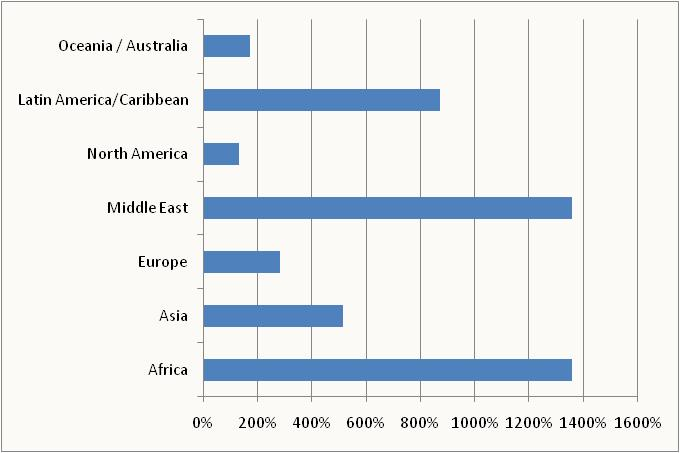 Oceania / Australia
Latin America/Caribbean
North America
Middle East
Europe
Asia
Africa
0% 200% 400% 600% 800% 1000% 1200% 1400% 1600%